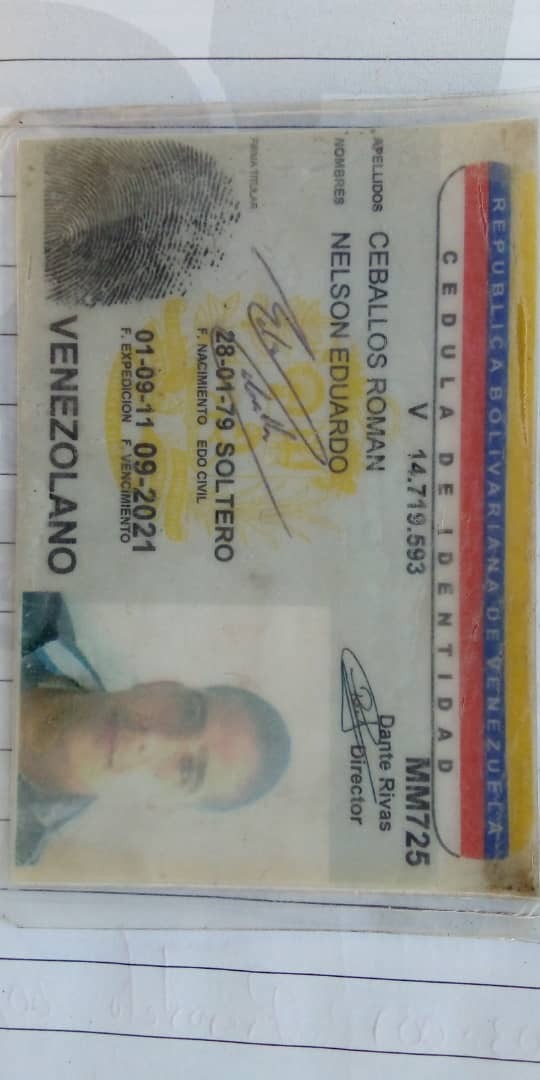 REPUBLICA BOLIVARIANA DE VENEZUELA
CEDULA DE IDENTIDAD
V 14.719.593
MM725
APELLIDOS CEBALLOS ROMAN
NOMBRES NELSON EDUARDO
Dante Rivas
Director
FIRMA TITULAR
28-01-79 SOLTERO
F. NACIMIENTO EDO CIVIL
01-09-11 09-2021
F. EXPEDICION F. VENCIMIENTO
VENEZOLANO